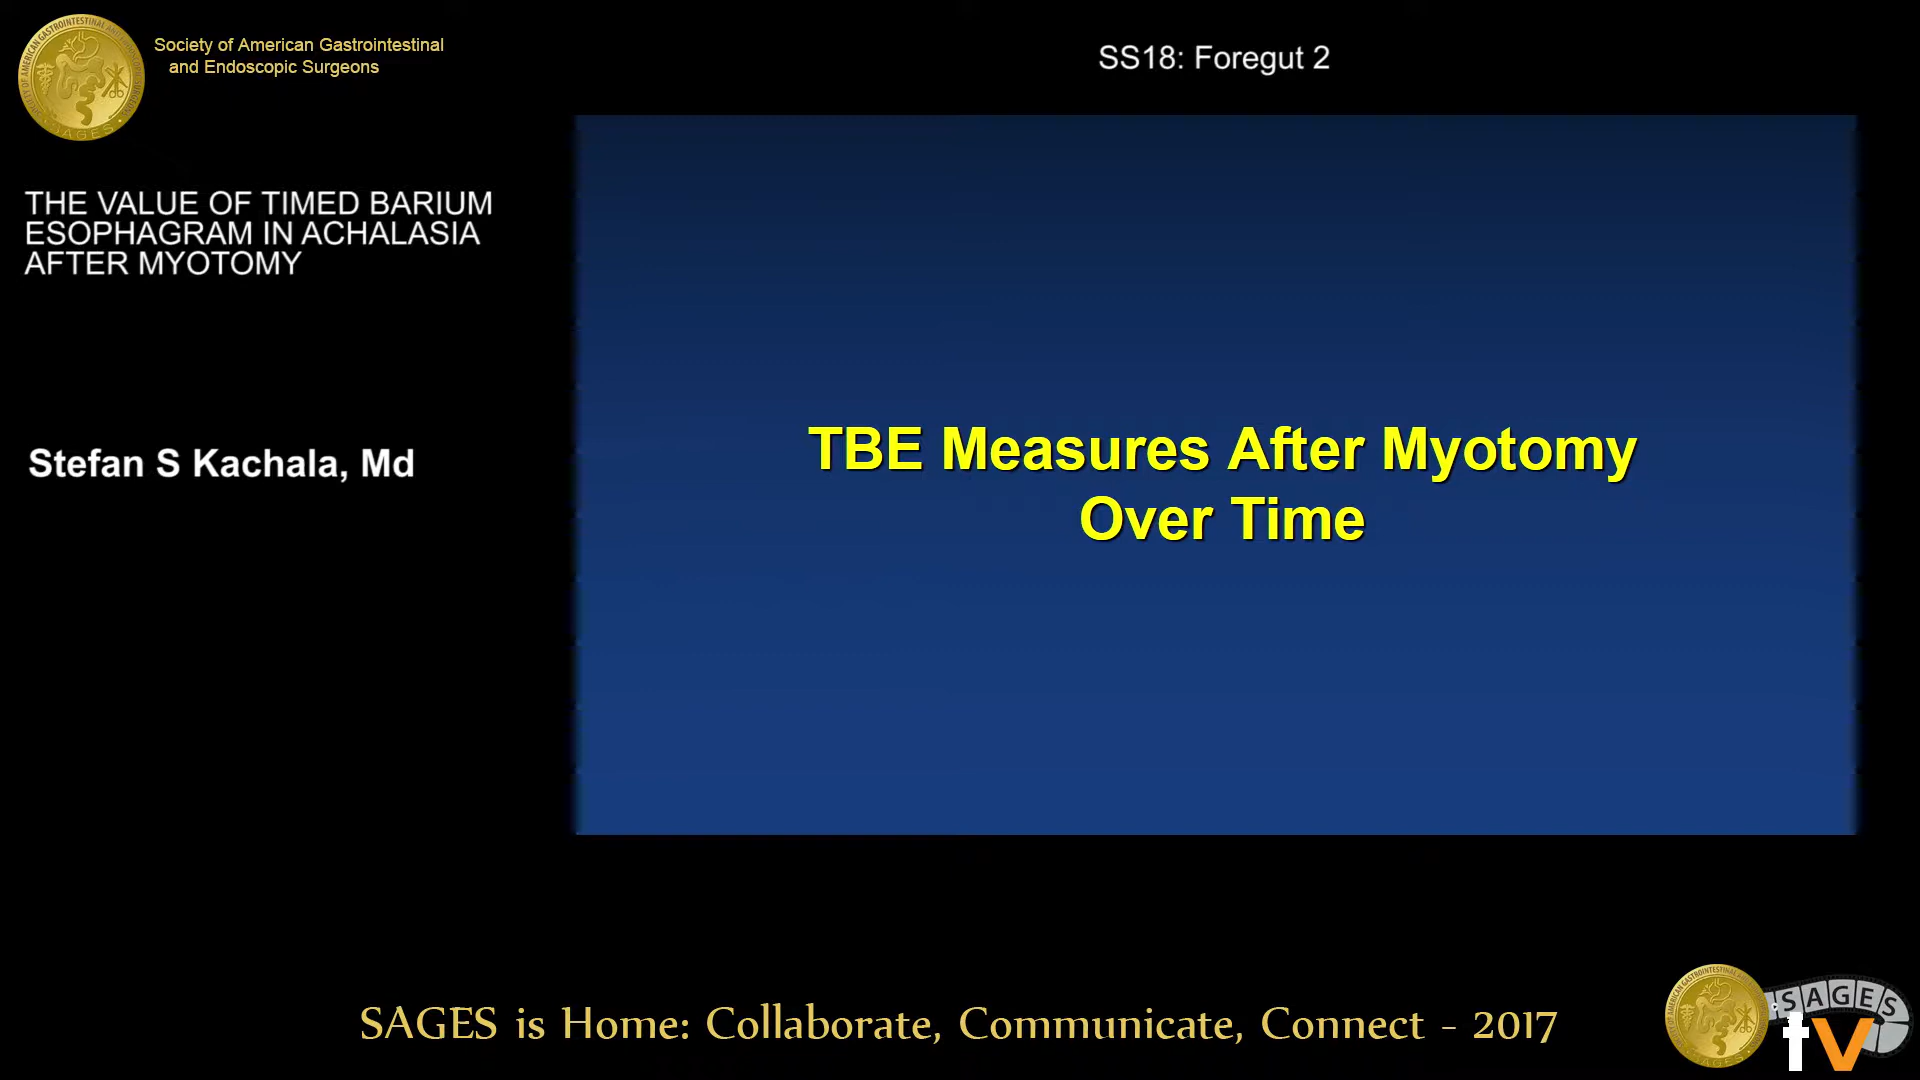 Society of American Gastrointestinal
and Endoscopic Surgeons
SS18: Foregut 2
THE VALUE OF TIMED BARIUM
ESOPHAGRAM IN ACHALASIA
AFTER MYOTOMY
Stefan S Kachala, Md
TBE Measures After Myotomy
Over Time
SAGES is Home: Collaborate, Communicate, Connect - 2017
SAGES
tv